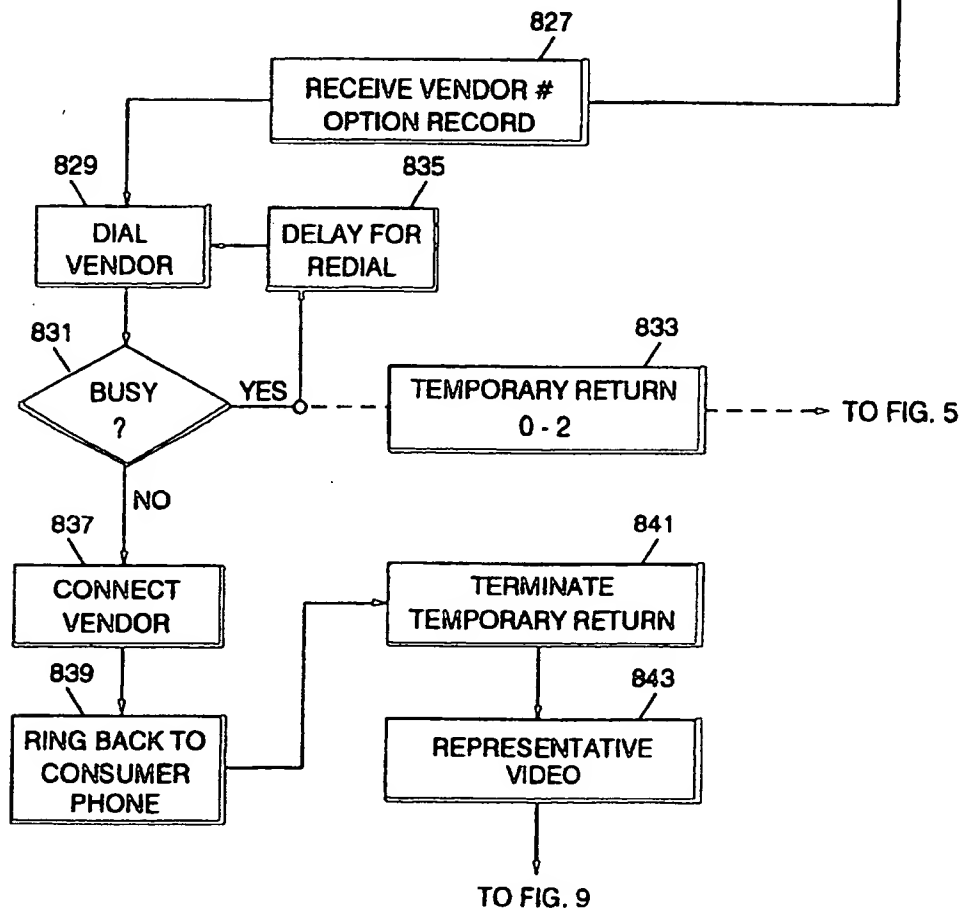 827
RECEIVE VENDOR #
OPTION RECORD
829
DIAL
VENDOR
835
DELAY FOR
REDIAL
831
BUSY
?
YES
833
TEMPORARY RETURN
0 - 2
TO FIG. 5
NO
837
CONNECT
VENDOR
841
TERMINATE
TEMPORARY RETURN
839
RING BACK TO
CONSUMER
PHONE
843
REPRESENTATIVE
VIDEO
TO FIG. 9